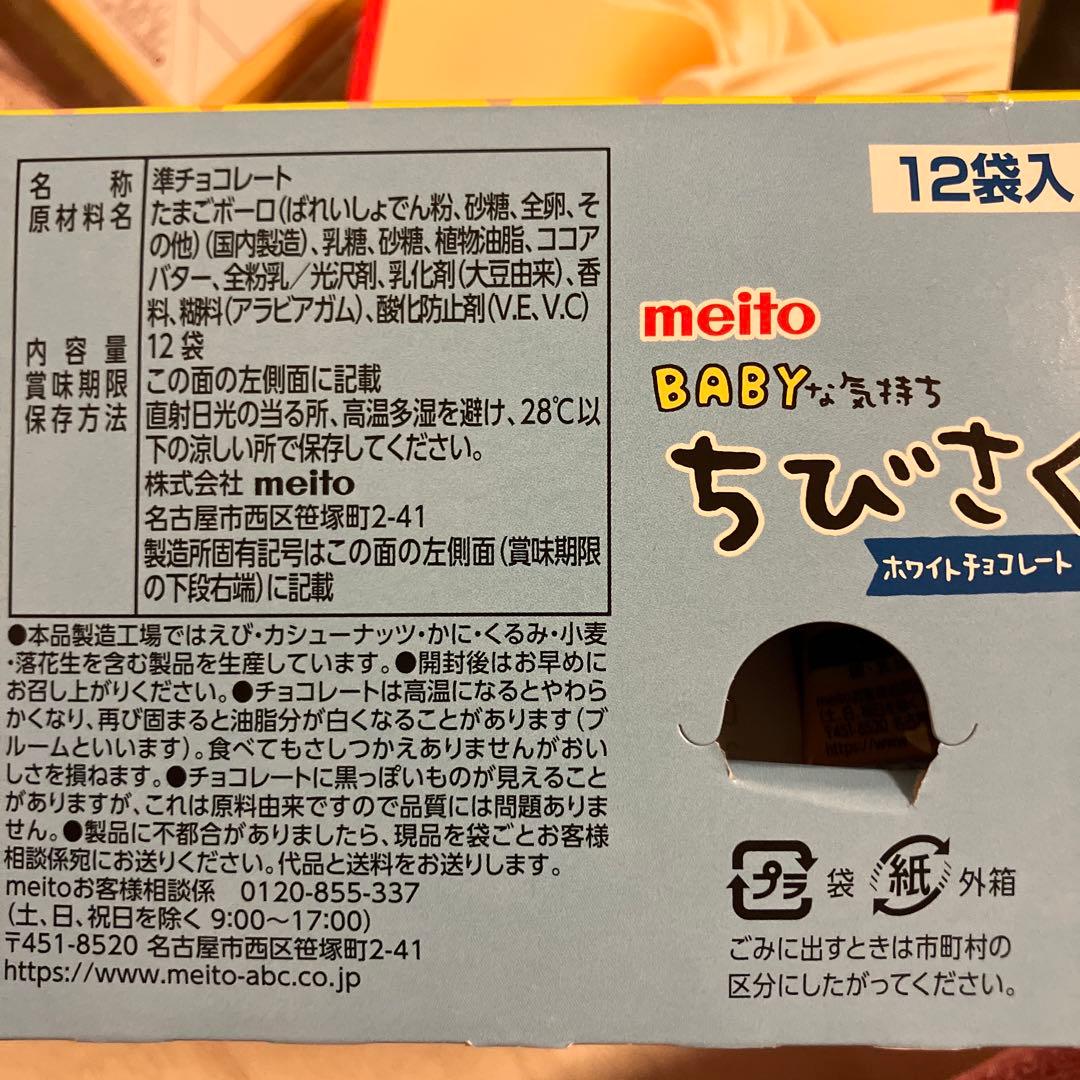 名称 準チョコレート
原材料名 たまごボーロ(ばれいしょでん粉、砂糖、全卵、そ
の他)(国内製造)、乳糖、砂糖、植物油脂、ココア
バター、全粉乳／光沢剤、乳化剤(大豆由来)、香
料、糊料(アラビアガム)、酸化防止剤(V.E、V.C)
内容量 12袋
賞味期限 この面の左側面に記載
保存方法 直射日光の当る所、高温多湿を避け、28℃以
下の涼しい所で保存してください。
株式会社 meito
名古屋市西区笹塚町2-41
製造所固有記号はこの面の左側面(賞味期限
の下段右端)に記載
●本品製造工場ではえび・カシューナッツ・かに・くるみ・小麦
・落花生を含む製品を生産しています。●開封後はお早めに
お召し上がりください。●チョコレートは高温になるとやわら
かくなり、再び固まると油脂分が白くなることがあります(ブ
ルームといいます)。食べてもさしつかえありませんがおい
しさを損ねます。●チョコレートに黒っぽいものが見えること
がありますが、これは原料由来ですので品質には問題ありま
せん。●製品に不都合がありましたら、現品を袋ごとお客様
相談係宛にお送りください。代品と送料をお送りします。
meitoお客様相談係 0120-855-337
(土、日、祝日を除く 9:00〜17:00)
〒451-8520 名古屋市西区笹塚町2-41
https://www.meito-abc.co.jp
12袋入
meito
BABYな気持ち
ちびさく
ホワイトチョコレート
(土、日、祝
〒451-8520
https://www
プラ 袋 紙 外箱
ごみに出すときは市町村の
区分にしたがってください。